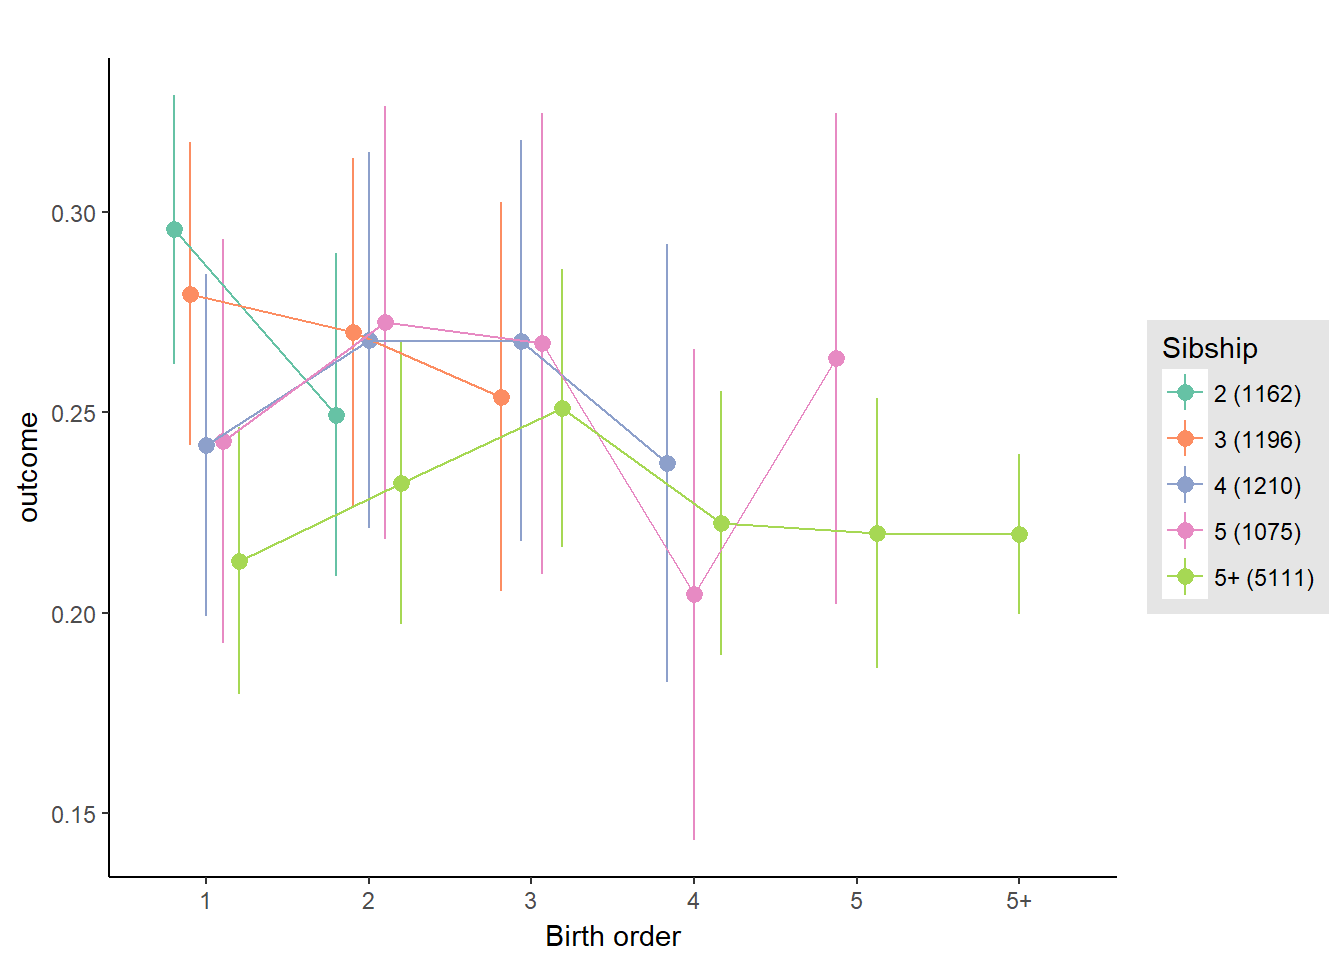 outcome
0.30
0.25
0.20
0.15
1 2 3 4 5 5+
Birth order
Sibship
2 (1162)
3 (1196)
4 (1210)
5 (1075)
5+ (5111)